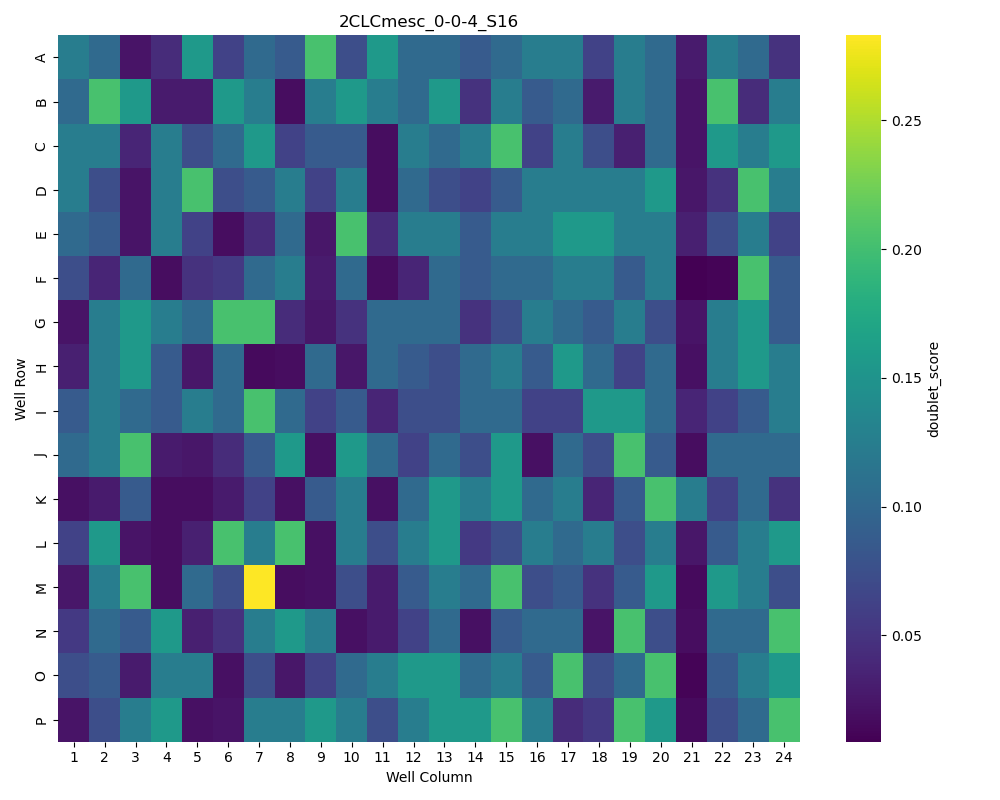 2CLCmesc_0-0-4_S16
Well Row
A
B
C
D
E
F
G
H
I
J
K
L
M
N
O
P
1 2 3 4 5 6 7 8 9 10 11 12 13 14 15 16 17 18 19 20 21 22 23 24
Well Column
0.25
0.20
0.15
0.10
0.05
doublet_score